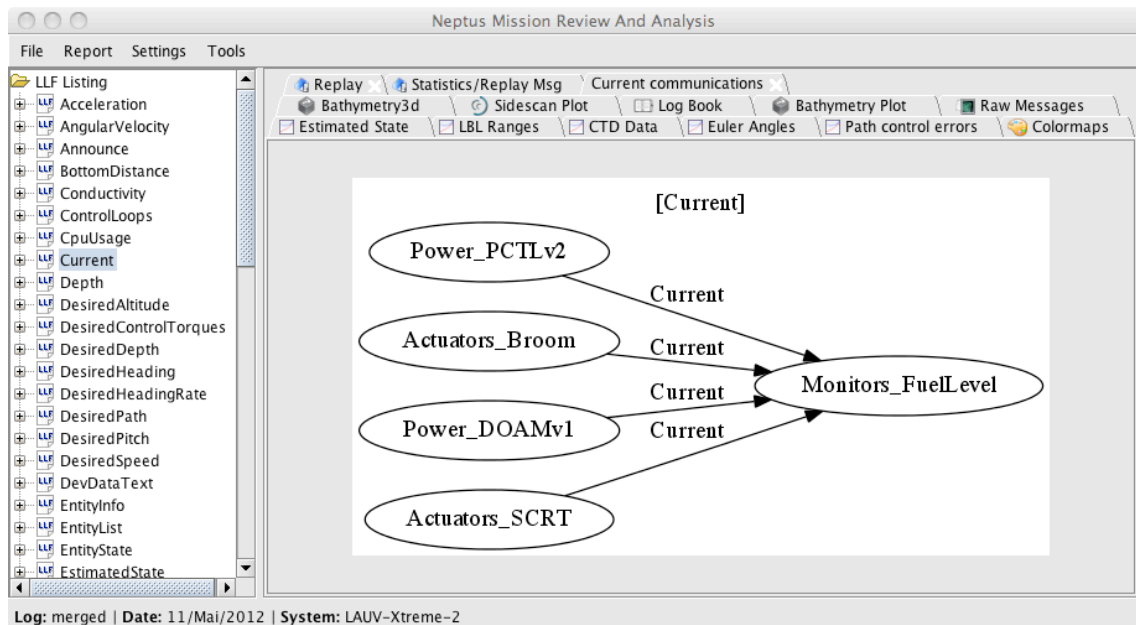 Neptus Mission Review And Analysis
File Report Settings Tools
LLF Listing
Acceleration
AngularVelocity
Announce
BottomDistance
Conductivity
ControlLoops
CpuUsage
Current
Depth
DesiredAltitude
DesiredControlTorques
DesiredDepth
DesiredHeading
DesiredHeadingRate
DesiredPath
DesiredPitch
DesiredSpeed
DevDataText
EntityInfo
EntityList
EntityState
EstimatedState
Replay Statistics/Replay Msg Current communications
Bathymetry3d Sidescan Plot Log Book Bathymetry Plot Raw Messages
Estimated State LBL Ranges CTD Data Euler Angles Path control errors Colormaps
[Current]
Power_PCTLv2
Current
Actuators_Broom
Current
Monitors_FuelLevel
Current
Power_DOAMv1
Current
Actuators_SCRT
Log: merged | Date: 11/Mai/2012 | System: LAUV-Xtreme-2